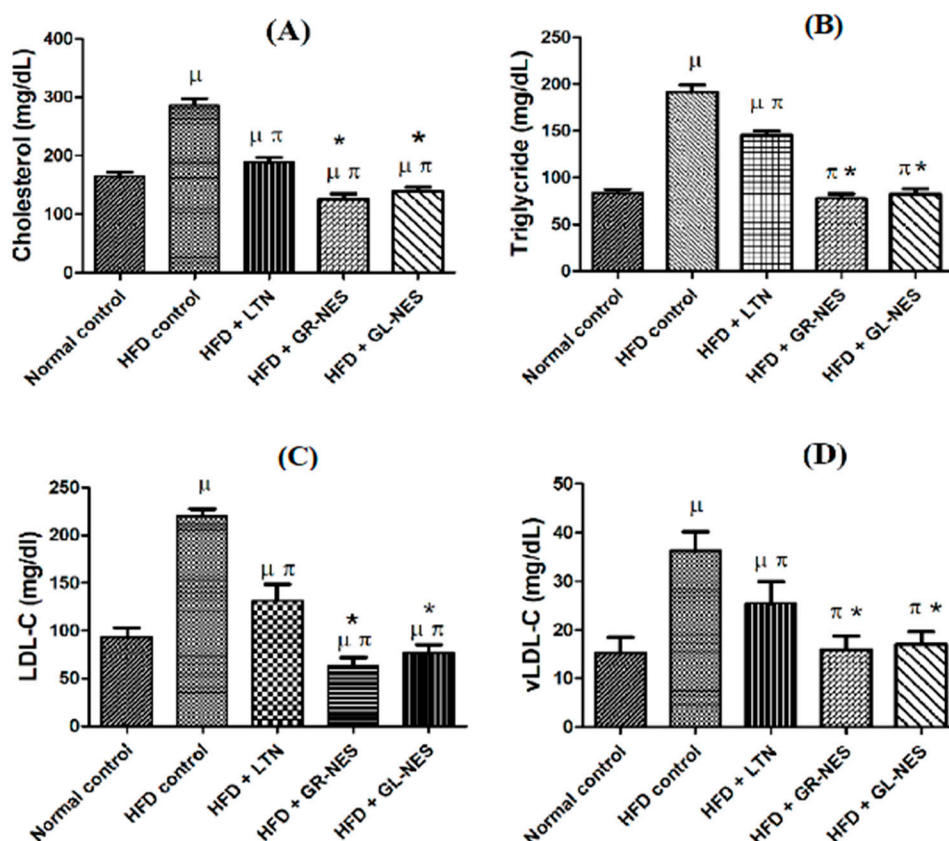 (A)
Cholesterol (mg/dL)
400
300
200
100
0
μ
μ π
*
μ π
*
μ π
Normal control
HFD control
HFD + LTN
HFD + GR-NES
HFD + GL-NES
(B)
Triglycride (mg/dL)
250
200
150
100
50
0
μ
μ π
π *
π *
Normal control
HFD control
HFD + LTN
HFD + GR-NES
HFD + GL-NES
(C)
LDL-C (mg/dl)
250
200
150
100
50
0
μ
μ π
*
μ π
*
μ π
Normal control
HFD control
HFD + LTN
HFD + GR-NES
HFD + GL-NES
(D)
vLDL-C (mg/dL)
50
40
30
20
10
0
μ
μ π
π *
π *
Normal control
HFD control
HFD + LTN
HFD + GR-NES
HFD + GL-NES